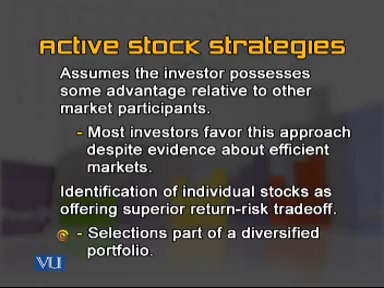 Active Stock Strategies
Assumes the investor possesses
some advantage relative to other
market participants.
- Most investors favor this approach
despite evidence about efficient
markets.
Identification of individual stocks as
offering superior return-risk tradeoff.
- Selections part of a diversified
portfolio.
VU